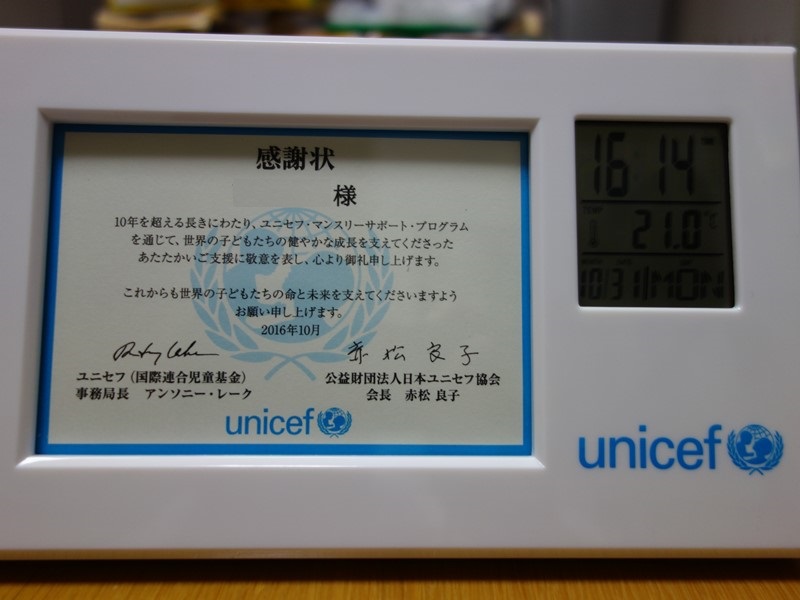 感謝状
様
10年を超える長きにわたり、ユニセフ・マンスリーサポート・プログラム
を通じて、世界の子どもたちの健やかな成長を支えてくださった
あたたかいご支援に敬意を表し、心より御礼申し上げます。
これからも世界の子どもたちの命と未来を支えてくださいますよう
お願い申し上げます。
2016年10月
赤松良子
ユニセフ（国際連合児童基金）
事務局長 アンソニー・レーク
公益財団法人日本ユニセフ協会
会長 赤松 良子
unicef
16 14
TEMP
21.0℃
10/31 MON
unicef